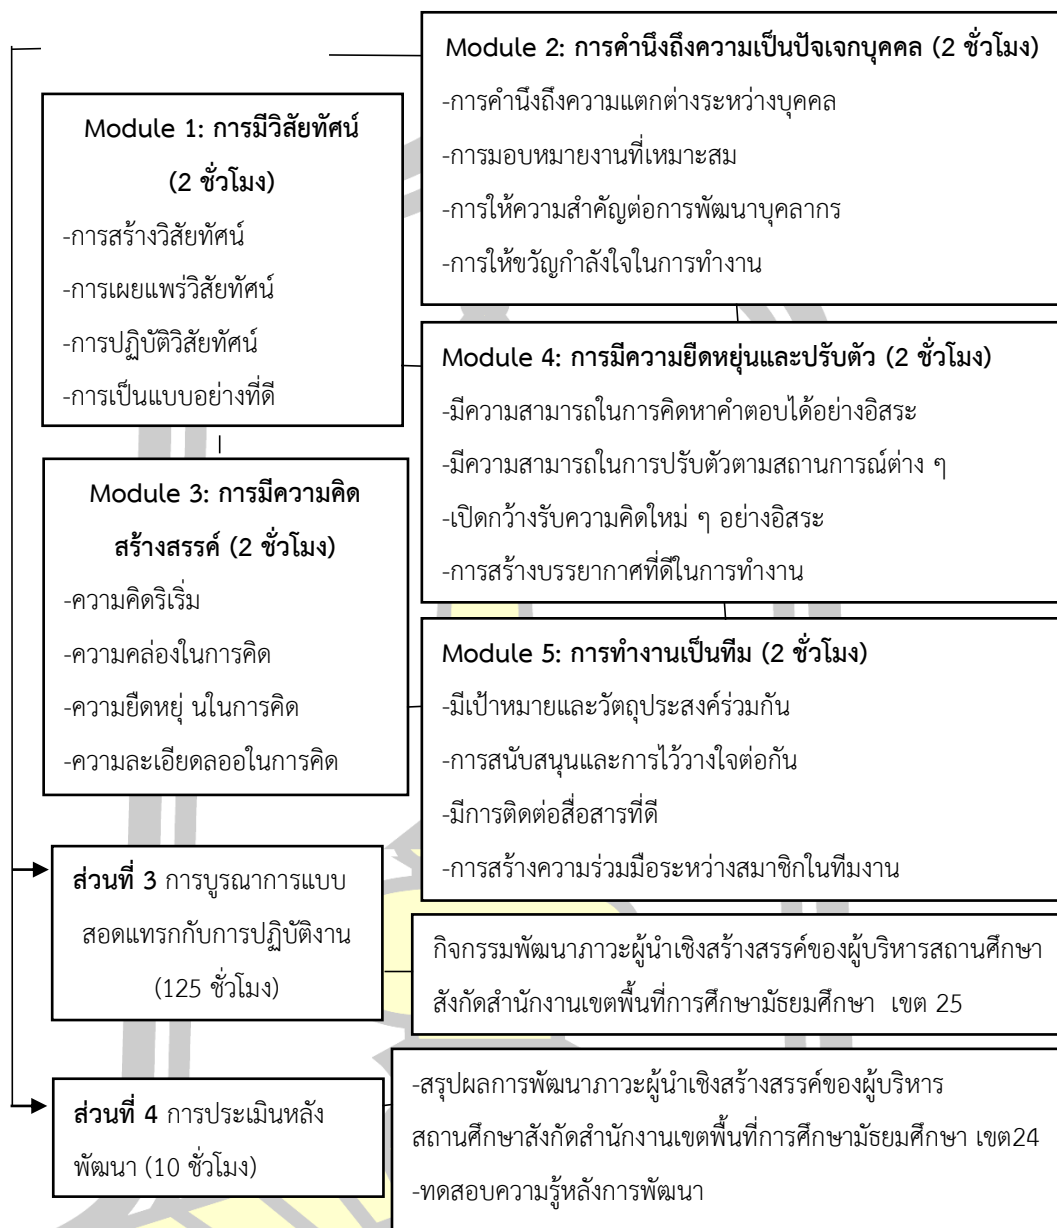 Module 2: การคำนึงถึงความเป็นปัจเจกบุคคล (2 ชั่วโมง)
-การคำนึงถึงความแตกต่างระหว่างบุคคล
-การมอบหมายงานที่เหมาะสม
-การให้ความสำคัญต่อการพัฒนาบุคลากร
-การให้ขวัญกำลังใจในการทำงาน
Module 1: การมีวิสัยทัศน์
(2 ชั่วโมง)
-การสร้างวิสัยทัศน์
-การเผยแพร่วิสัยทัศน์
-การปฏิบัติวิสัยทัศน์
-การเป็นแบบอย่างที่ดี
Module 4: การมีความยืดหยุ่นและปรับตัว (2 ชั่วโมง)
-มีความสามารถในการคิดหาคำตอบได้อย่างอิสระ
-มีความสามารถในการปรับตัวตามสถานการณ์ต่าง ๆ
-เปิดกว้างรับความคิดใหม่ ๆ อย่างอิสระ
-การสร้างบรรยากาศที่ดีในการทำงาน
Module 3: การมีความคิด
สร้างสรรค์ (2 ชั่วโมง)
-ความคิดริเริ่ม
-ความคล่องในการคิด
-ความยืดหยุ่ นในการคิด
-ความละเอียดลออในการคิด
Module 5: การทำงานเป็นทีม (2 ชั่วโมง)
-มีเป้าหมายและวัตถุประสงค์ร่วมกัน
-การสนับสนุนและการไว้วางใจต่อกัน
-มีการติดต่อสื่อสารที่ดี
-การสร้างความร่วมมือระหว่างสมาชิกในทีมงาน
ส่วนที่ 3 การบูรณาการแบบ
สอดแทรกกับการปฏิบัติงาน
(125 ชั่วโมง)
กิจกรรมพัฒนาภาวะผู้นำเชิงสร้างสรรค์ของผู้บริหารสถานศึกษา
สังกัดสำนักงานเขตพื้นที่การศึกษามัธยมศึกษา เขต 25
ส่วนที่ 4 การประเมินหลัง
พัฒนา (10 ชั่วโมง)
-สรุปผลการพัฒนาภาวะผู้นำเชิงสร้างสรรค์ของผู้บริหาร
สถานศึกษาสังกัดสำนักงานเขตพื้นที่การศึกษามัธยมศึกษา เขต24
-ทดสอบความรู้หลังการพัฒนา